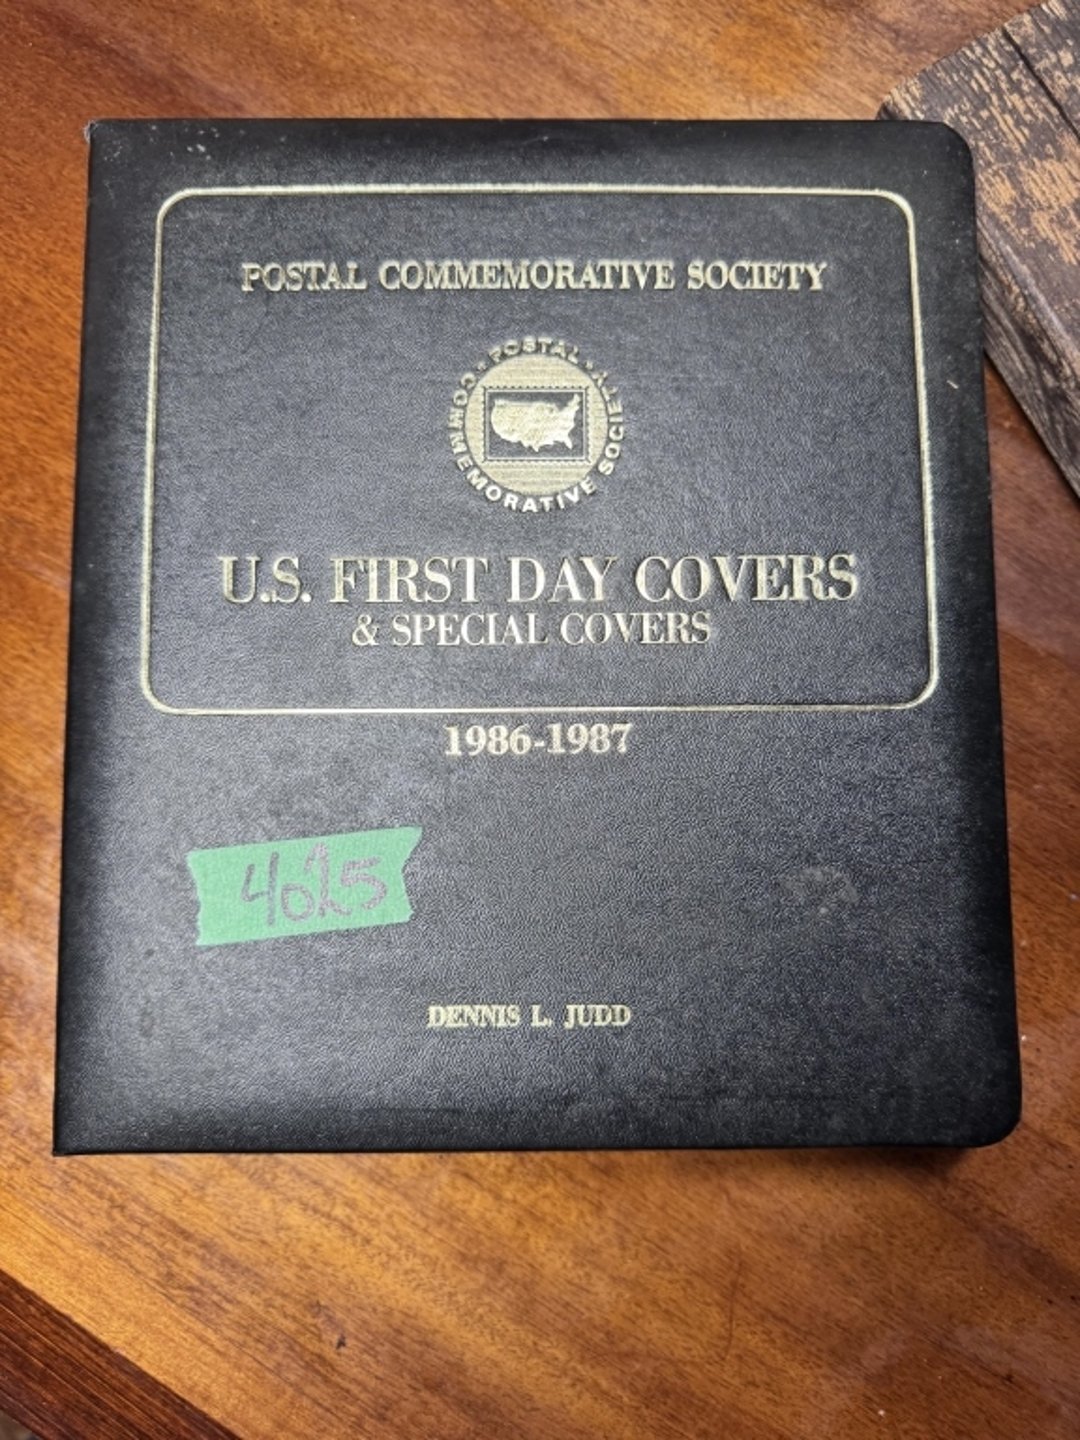 POSTAL COMMEMORATIVE SOCIETY
• POSTAL • COMMEMORATIVE SOCIETY
U.S. FIRST DAY COVERS
& SPECIAL COVERS
1986-1987
4025
DENNIS L. JUDD